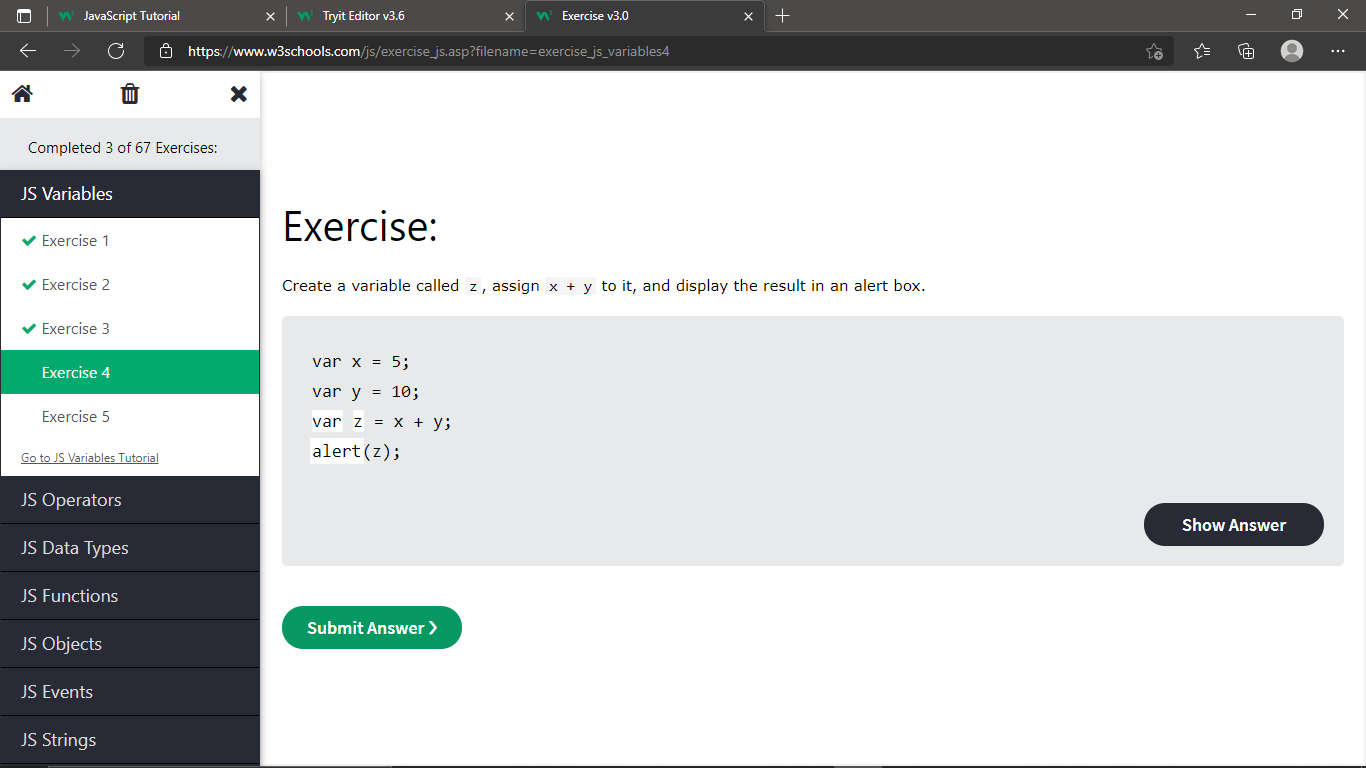 JavaScript Tutorial
Tryit Editor v3.6
Exercise v3.0
https://www.w3schools.com/js/exercise_js.asp?filename=exercise_js_variables4
Completed 3 of 67 Exercises:
JS Variables
Exercise 1
Exercise 2
Exercise 3
Exercise 4
Exercise 5
Go to JS Variables Tutorial
JS Operators
JS Data Types
JS Functions
JS Objects
JS Events
JS Strings
Exercise:
Create a variable called z, assign x + y to it, and display the result in an alert box.
var x = 5;
var y = 10;
var z = x + y;
alert(z);
Show Answer
Submit Answer ❯